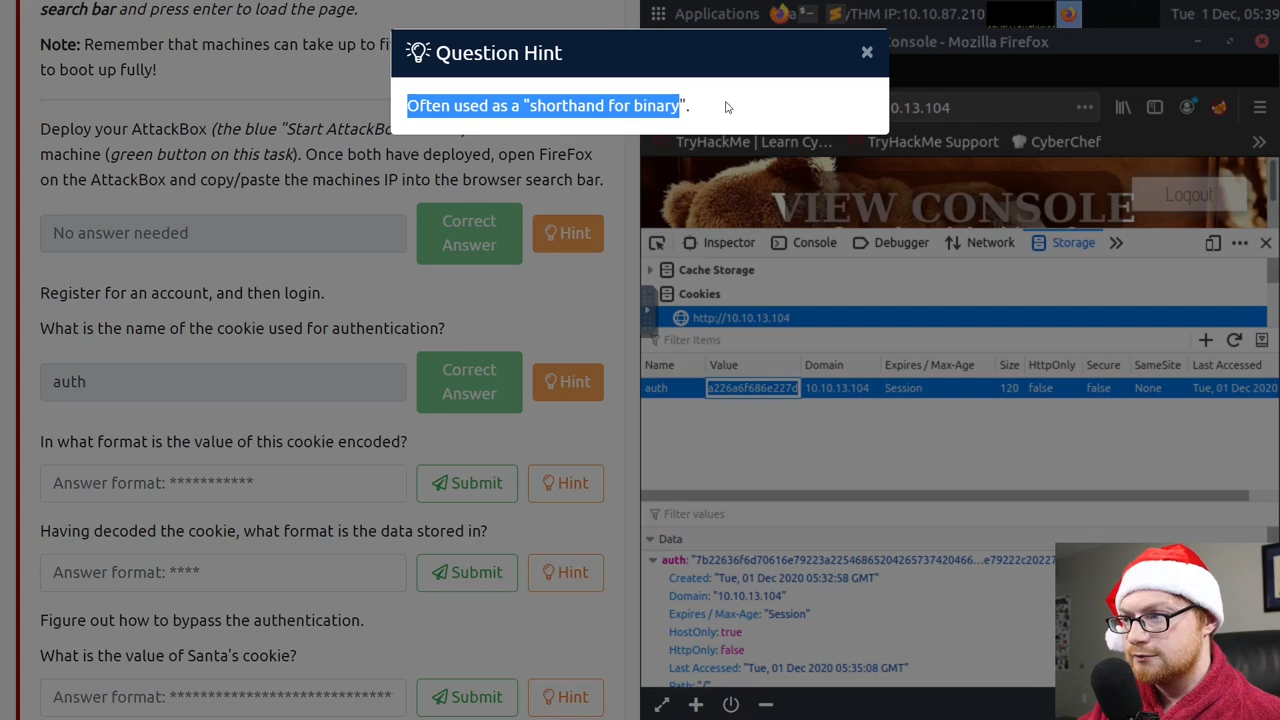 search bar and press enter to load the page.
Note: Remember that machines can take up to fi
to boot up fully!
Question Hint
×
Often used as a "shorthand for binary".
Deploy your AttackBox (the blue "Start AttackBo
machine (green button on this task). Once both have deployed, open FireFox
on the AttackBox and copy/paste the machines IP into the browser search bar.
No answer needed
Correct
Answer
Hint
Register for an account, and then login.
What is the name of the cookie used for authentication?
auth
Correct
Answer
Hint
In what format is the value of this cookie encoded?
Answer format: ***********
Submit
Hint
Having decoded the cookie, what format is the data stored in?
Answer format: ****
Submit
Hint
Figure out how to bypass the authentication.
What is the value of Santa's cookie?
Answer format: **********************************
Submit
Hint
Applications
/THM IP:10.10.87.210
Tue 1 Dec, 05:39
Console - Mozilla Firefox
0.13.104
TryHackMe | Learn Cy…
TryHackMe Support
CyberChef
VIEW CONSOLE
Logout
Inspector
Console
Debugger
Network
Storage
Cache Storage
Cookies
http://10.10.13.104
Filter Items
Name Value Domain Expires / Max-Age Size HttpOnly Secure SameSite Last Accessed
auth a226a6f686e227d 10.10.13.104 Session 120 false false None Tue, 01 Dec 2020
Filter values
Data
auth: "7b22636f6d70616e79223a22546865204265737420466…e79222c20227
Created: "Tue, 01 Dec 2020 05:32:58 GMT"
Domain: "10.10.13.104"
Expires / Max-Age: "Session"
HostOnly: true
HttpOnly: false
Last Accessed: "Tue, 01 Dec 2020 05:35:08 GMT"
Path: "/"